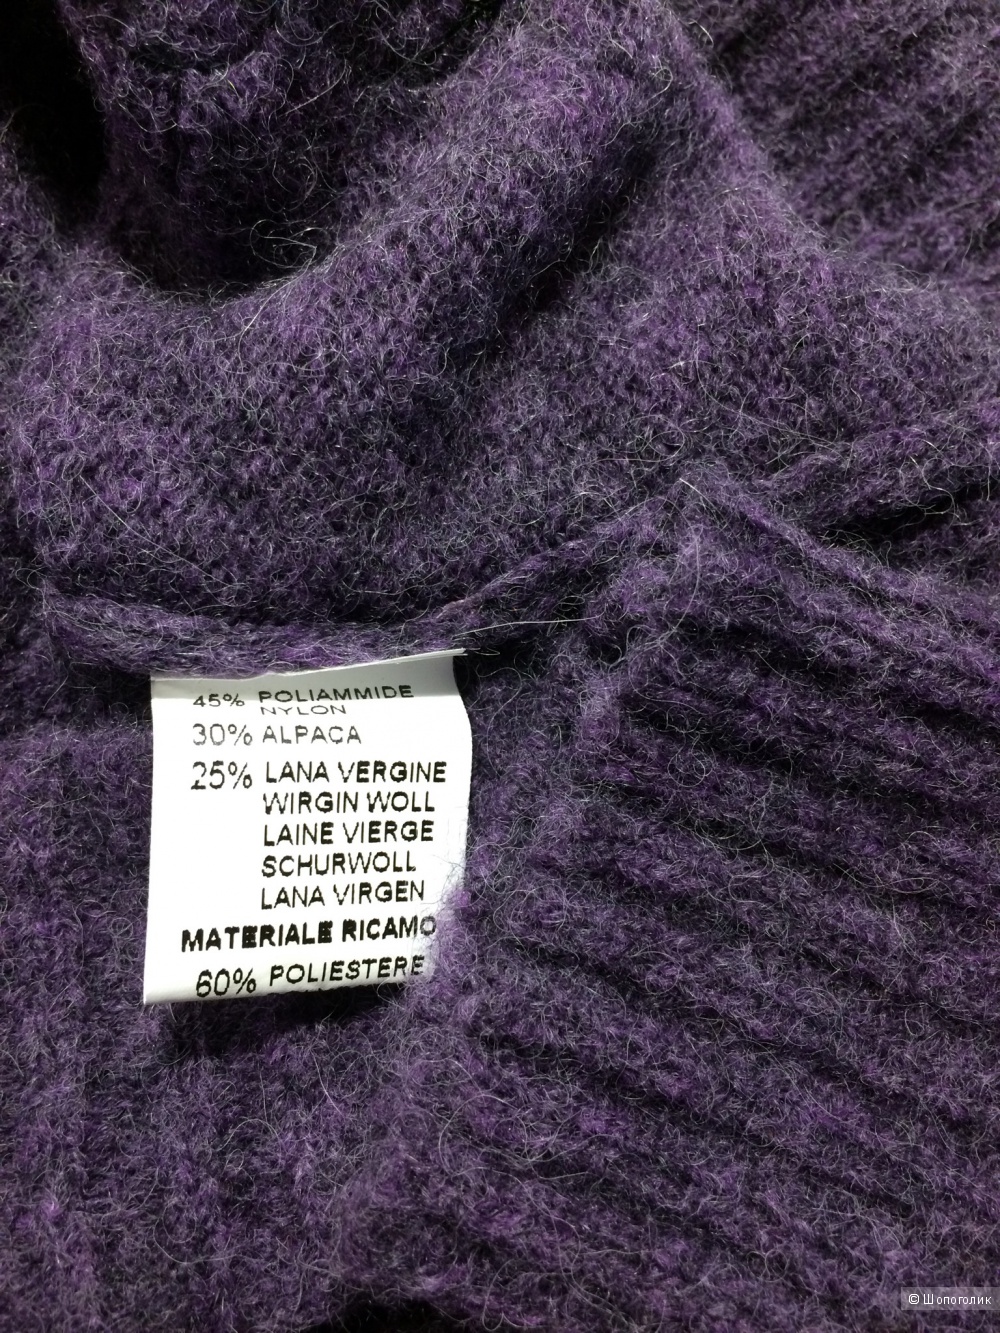 45% POLIAMMIDE
NYLON
30% ALPACA
25% LANA VERGINE
WIRGIN WOLL
LAINE VIERGE
SCHURWOLL
LANA VIRGEN
MATERIALE RICAMO
60% POLIESTERE
© Шопоголик